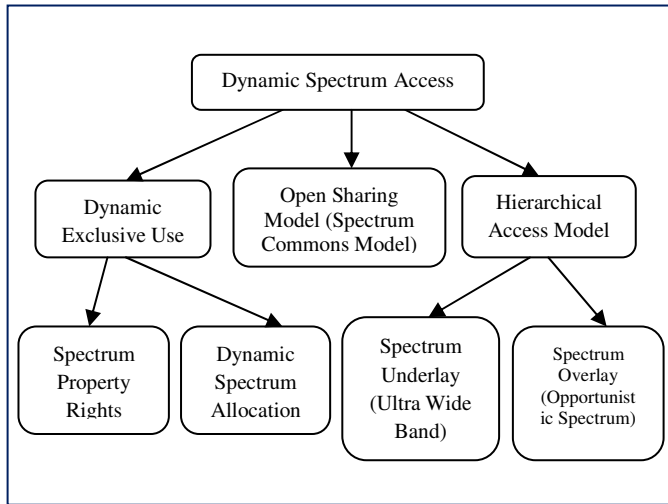 Dynamic Spectrum Access
Dynamic
Exclusive Use
Open Sharing
Model (Spectrum
Commons Model)
Hierarchical
Access Model
Spectrum
Property
Rights
Dynamic
Spectrum
Allocation
Spectrum
Underlay
(Ultra Wide
Band)
Spectrum
Overlay
(Opportunist
ic Spectrum)